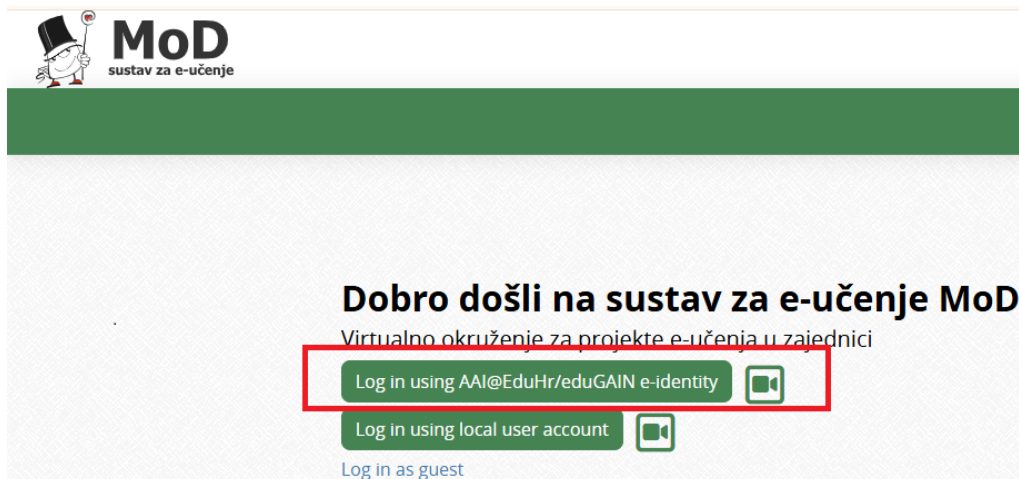 MoD
sustav za e-učenje
Dobro došli na sustav za e-učenje MoD
Virtualno okruženje za projekte e-učenja u zajednici
Log in using AAI@EduHr/eduGAIN e-identity
Log in using local user account
Log in as guest